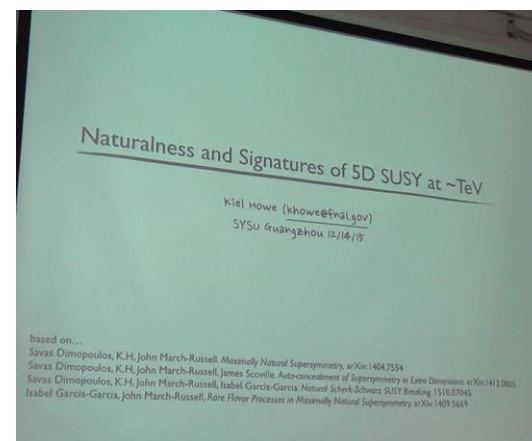 Naturalness and Signatures of 5D SUSY at ~TeV
Kiel Howe (khowe@fnal.gov)
SYSU Guangzhou 12/14/15
based on...
Savas Dimopoulos, K.H, John March-Russell. Maximally Natural Supersymmetry, arXiv:1404.7554
Savas Dimopoulos, K.H, John March-Russell, James Scoville. Auto-concealment of Supersymmetry in Extra Dimensions, arXiv:1412.0805
Savas Dimopoulos, K.H, John March-Russell, Isabel Garcia-Garcia. Natural Scherk-Schwarz SUSY Breaking. 1510.07045
Isabel Garcia-Garcia, John March-Russell, Rare Flavor Processes in Maximally Natural Supersymmetry, arXiv:1409.5669